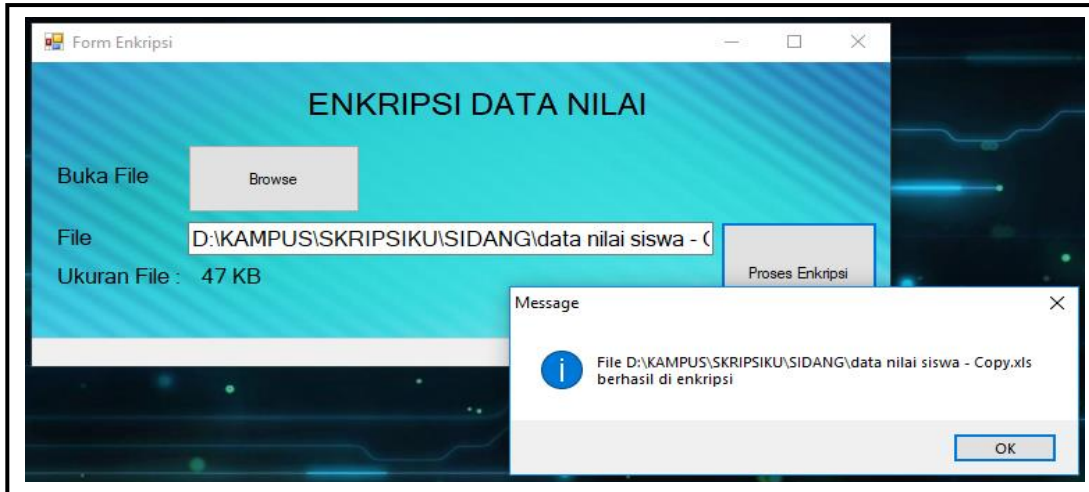 Form Enkripsi
ENKRIPSI DATA NILAI
Buka File
Browse
File
D:\KAMPUS\SKRIPSIKU\SIDANG\data nilai siswa - (
Ukuran File : 47 KB
Proses Enkripsi
Message
File D:\KAMPUS\SKRIPSIKU\SIDANG\data nilai siswa - Copy.xls
berhasil di enkripsi
OK